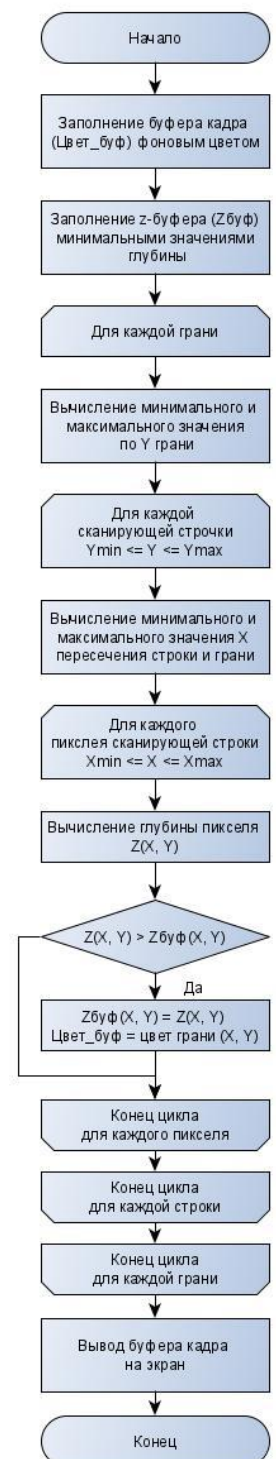 Начало
Заполнение буфера кадра
(Цвет_буф) фоновым цветом
Заполнение z-буфера (Zбуф)
минимальными значениями
глубины
Для каждой грани
Вычисление минимального и
максимального значения
по Y грани
Для каждой
сканирующей строчки
Ymin <= Y <= Ymax
Вычисление минимального и
максимального значения X
пересечения строки и грани
Для каждого
пикслея сканирующей строки
Xmin <= X <= Xmax
Вычисление глубины пикселя
Z(X, Y)
Z(X, Y) > Zбуф(X, Y)
Да
Zбуф(X, Y) = Z(X, Y)
Цвет_буф = цвет грани (X, Y)
Конец цикла
для каждого пикселя
Конец цикла
для каждой строки
Конец цикла
для каждой грани
Вывод буфера кадра
на экран
Конец